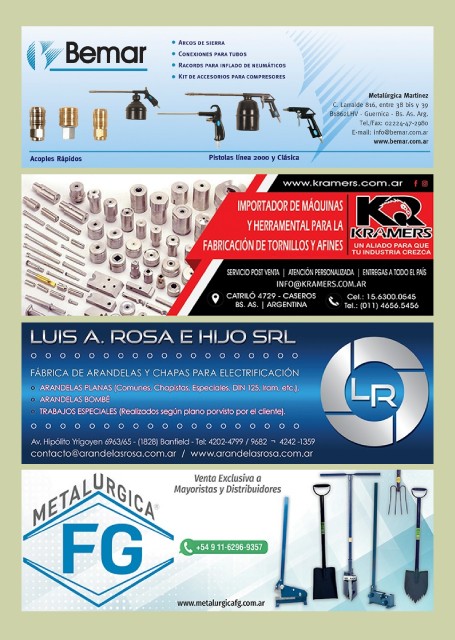 Bemar
• ARCOS DE SIERRA
• CONEXIONES PARA TUBOS
• RACORDS PARA INFLADO DE NEUMÁTICOS
• KIT DE ACCESORIOS PARA COMPRESORES
Metalúrgica Martinez
C. Larralde 816, entre 38 bis y 39
B1862LHV - Guernica - Bs. As. Arg.
Tel./Fax: 02224-47-2980
E-mail: info@bemar.com.ar
www.bemar.com.ar
Acoples Rápidos
Pistolas línea 2000 y Clásica
www.kramers.com.ar
IMPORTADOR DE MÁQUINAS
Y HERRAMENTAL PARA LA
FABRICACIÓN DE TORNILLOS Y AFINES
KR
KRAMERS
UN ALIADO PARA QUE
TU INDUSTRIA CREZCA
SERVICIO POST VENTA | ATENCIÓN PERSONALIZADA | ENTREGAS A TODO EL PAÍS
INFO@KRAMERS.COM.AR
CATRILÓ 4729 - CASEROS
BS. AS. | ARGENTINA
Cel.: 15.6300.0545
Tel.: (011) 4656.5456
LUIS A. ROSA E HIJO SRL
FÁBRICA DE ARANDELAS Y CHAPAS PARA ELECTRIFICACIÓN
ARANDELAS PLANAS (Comunes, Chapistas, Especiales, DIN 125, Iram, etc.).
ARANDELAS BOMBÉ
TRABAJOS ESPECIALES (Realizados según plano porvisto por el cliente).
LR
Av. Hipólito Yrigoyen 6963/65 - (1828) Banfield - Tel: 4202-4799 / 9682 ¬ 4242 -1359
contacto@arandelasrosa.com.ar / www.arandelasrosa.com.ar
METALURGICA®
FG
Venta Exclusiva a
Mayoristas y Distribuidores
+54 9 11-6296-9357
www.metalurgicafg.com.ar